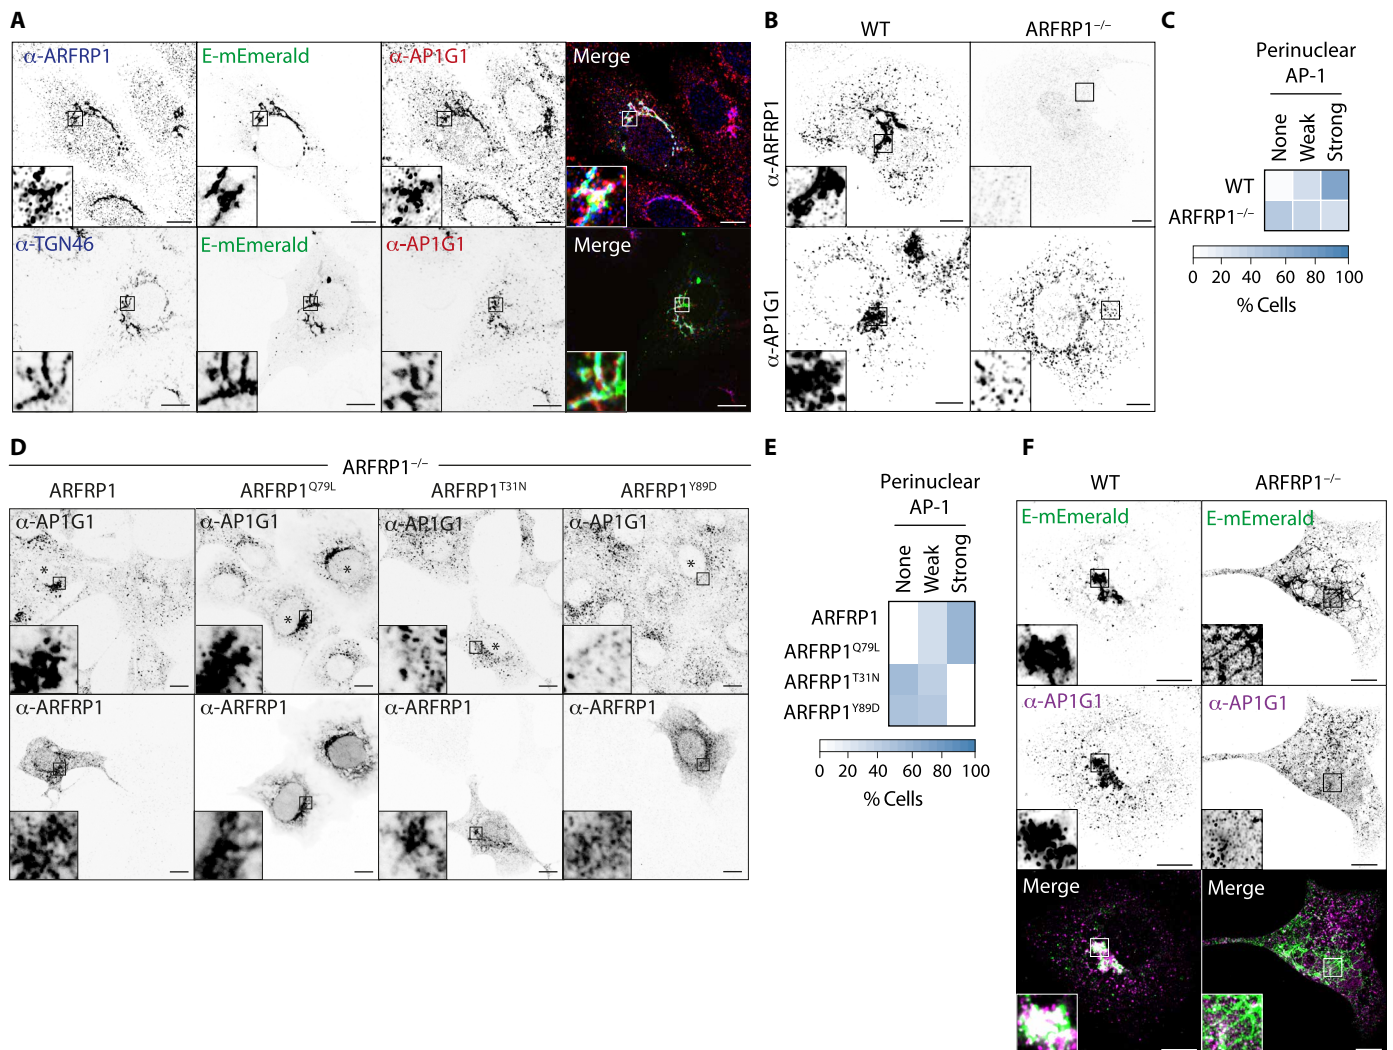 A
α-ARFRP1
E-mEmerald
α-AP1G1
Merge
α-TGN46
E-mEmerald
α-AP1G1
Merge
B
WT
ARFRP1–/–
α-ARFRP1
α-AP1G1
C
Perinuclear
AP-1
None
Weak
Strong
WT
ARFRP1–/–
0 20 40 60 80 100
% Cells
D
ARFRP1–/–
ARFRP1
ARFRP1Q79L
ARFRP1T31N
ARFRP1Y89D
α-AP1G1
α-AP1G1
α-AP1G1
α-AP1G1
*
*
*
*
*
α-ARFRP1
α-ARFRP1
α-ARFRP1
α-ARFRP1
E
Perinuclear
AP-1
None
Weak
Strong
ARFRP1
ARFRP1Q79L
ARFRP1T31N
ARFRP1Y89D
0 20 40 60 80 100
% Cells
F
WT
ARFRP1–/–
E-mEmerald
E-mEmerald
α-AP1G1
α-AP1G1
Merge
Merge